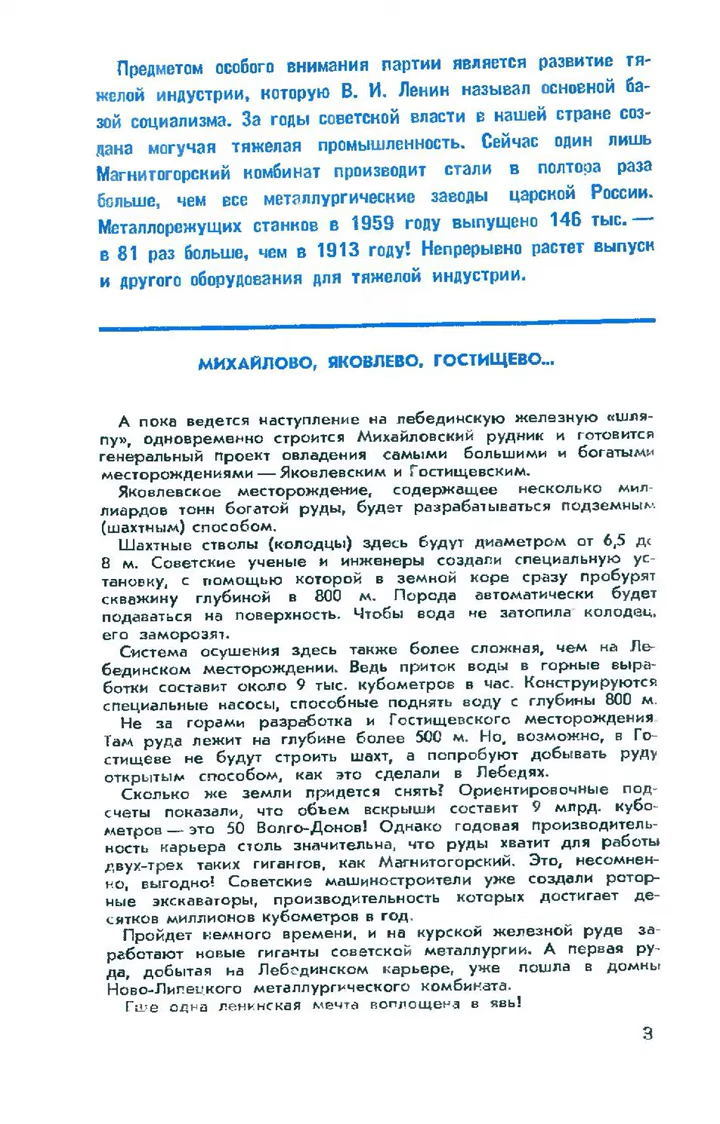 Предметом особого внимания партии является развитие тя-
желой индустрии, которую В. И. Ленин называл основной ба-
зой социализма. За годы советской власти в нашей стране соз-
дана могучая тяжелая промышленность. Сейчас один лишь
Магнитогорский комбинат производит стали в полтора раза
больше, чем все металлургические заводы царской России.
Металлорежущих станков в 1959 году выпущено 146 тыс. —
в 81 раз больше, чем в 1913 году! Непрерывно растет выпуск
и другого оборудования для тяжелой индустрии.
МИХАЙЛОВО, ЯКОВЛЕВО, ГОСТИЩЕВО...
А пока ведется наступление на лебединскую железную «шля-
пу», одновременно строится Михайловский рудник и готовится
генеральный проект овладения самыми большими и богатыми
месторождениями — Яковлевским и Гостищевским.
Яковлевское месторождение, содержащее несколько мил-
лиардов тонн богатой руды, будет разрабатываться подземным
(шахтным) способом.
Шахтные стволы (колодцы) здесь будут диаметром от 6,5 до
8 м. Советские ученые и инженеры создали специальную ус-
тановку, с помощью которой в земной коре сразу пробурят
скважину глубиной в 800 м. Порода автоматически будет
подаваться на поверхность. Чтобы вода не затопила колодец,
его заморозят.
Система осушения здесь также более сложная, чем на Ле-
бединском месторождении. Ведь приток воды в горные выра-
ботки составит около 9 тыс. кубометров в час. Конструируются
специальные насосы, способные поднять воду с глубины 800 м.
Не за горами разработка и Гостищевского месторождения.
Там руда лежит на глубине более 500 м. Но, возможно, в Го-
стищеве не будут строить шахт, а попробуют добывать руду
открытым способом, как это сделали в Лебедях.
Сколько же земли придется снять? Ориентировочные под-
счеты показали, что объем вскрыши составит 9 млрд. кубо-
метров — это 50 Волго-Донов! Однако годовая производитель-
ность карьера столь значительна, что руды хватит для работы
двух-трех таких гигантов, как Магнитогорский. Это, несомнен-
но, выгодно! Советские машиностроители уже создали ротор-
ные экскаваторы, производительность которых достигает де-
сятков миллионов кубометров в год.
Пройдет немного времени, и на курской железной руде за-
работают новые гиганты советской металлургии. А первая ру-
да, добытая на Лебединском карьере, уже пошла в домны
Ново-Липецкого металлургического комбината.
Еще одна ленинская мечта воплощена в явь!
3